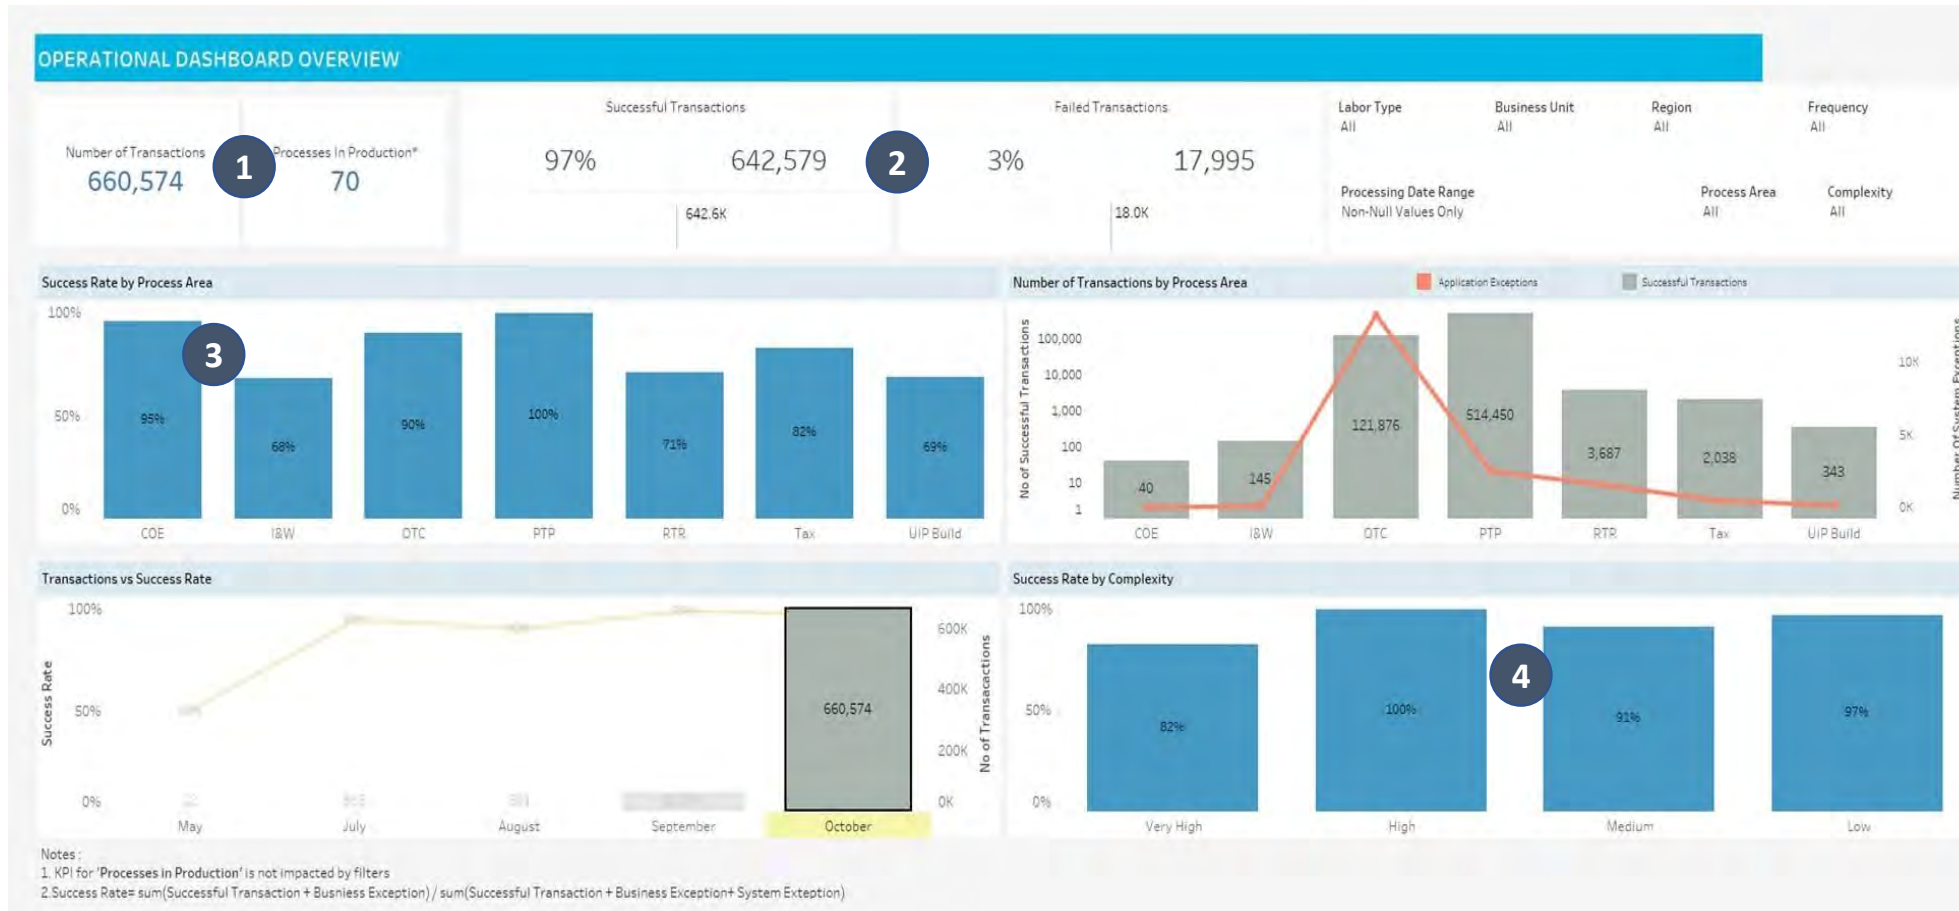 OPERATIONAL DASHBOARD OVERVIEW
Number of Transactions
660,574
1
Processes In Production*
70
Successful Transactions
97%
642,579
642.6K
2
Failed Transactions
3%
17,995
18.0K
Labor Type
All
Business Unit
All
Region
All
Frequency
All
Processing Date Range
Non-Null Values Only
Process Area
All
Complexity
All
Success Rate by Process Area
100%
50%
0%
3
95%
68%
90%
100%
71%
82%
69%
COE
I&W
OTC
PTP
RTR
Tax
UIP Build
Number of Transactions by Process Area
Application Exceptions
Successful Transactions
No of Successful Transactions
100,000
10,000
1,000
100
10
1
40
145
121,876
514,450
3,687
2,038
343
COE
I&W
OTC
PTP
RTR
Tax
UIP Build
10K
5K
0K
Number Of System Exceptions
Transactions vs Success Rate
Success Rate
100%
50%
0%
660,574
600K
400K
200K
0K
No of Transacactions
May
July
August
September
October
Success Rate by Complexity
100%
50%
0%
82%
100%
4
91%
97%
Very High
High
Medium
Low
Notes :
1. KPI for 'Processes in Production' is not impacted by filters
2.Success Rate= sum(Successful Transaction + Busniess Exception) / sum(Successful Transaction + Business Exception+ System Exteption)